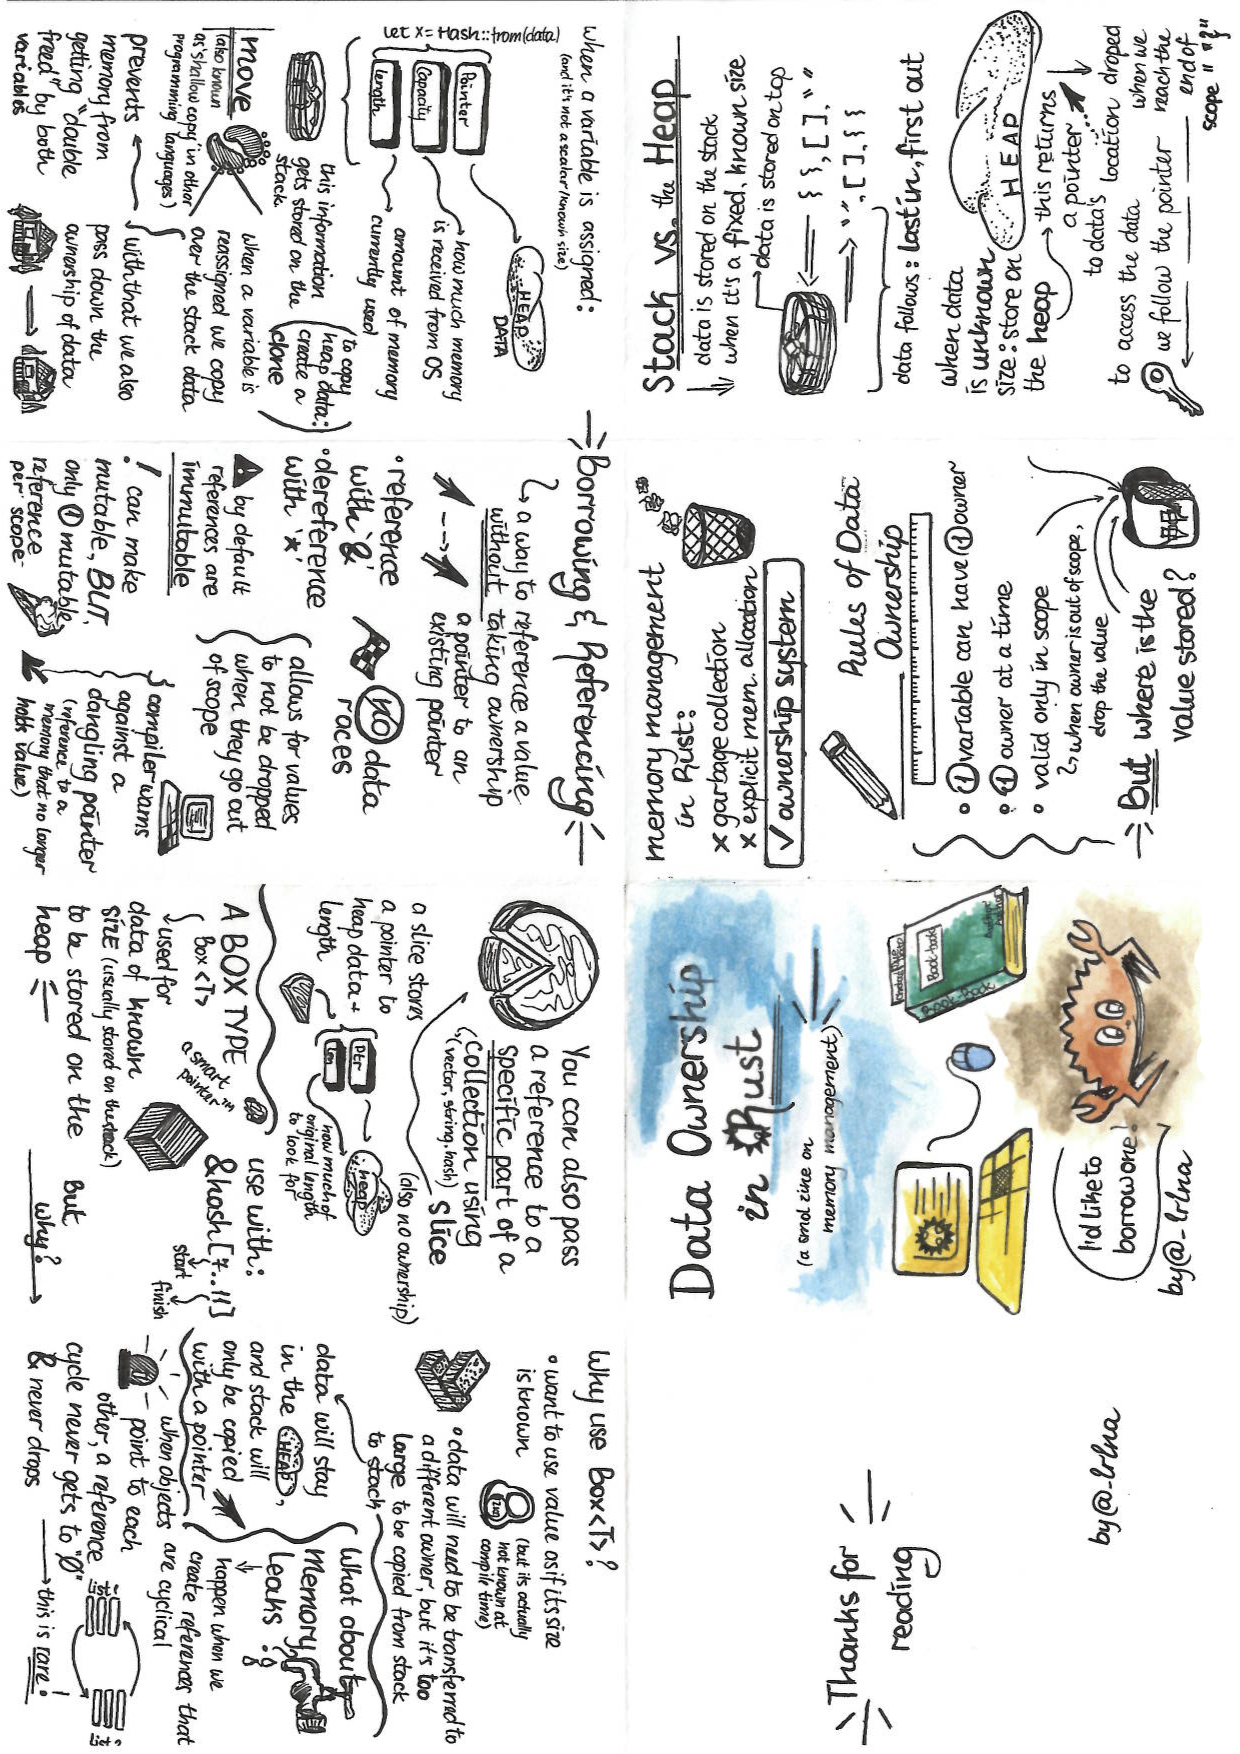 Data Ownership
in Rust
(a smol zine on
memory management)
Book-book
Book-Book
I'd like to
borrow one!
by @-lrlna
memory management
in Rust:
x garbage collection
x explicit mem. allocation
✓ ownership system
Rules of Data
Ownership
• ① variable can have ① owner
• ① owner at a time
• valid only in scope
↳ when owner is out of scope,
drop the value
But where is the
value stored?
Stack vs. the Heap
data is stored on the stack
when it's a fixed, known size
data is stored on top
{ }, [ ], " "
" ", [ ], { }
data follows: last in, first out
when data
is unknown
size: store on
the heap
HEAP
this returns
a pointer
to data's
location
to access the data
we follow the pointer
droped
when we
reach the
end of
scope "}"
when a variable is assigned:
(and it's not a scalar/known size)
let x = Hash::from(data)
Pointer
Capacity
length
HEAP
DATA
how much memory
is received from OS
amount of memory
currently used
this information
gets stored on the
stack
to copy
heap data:
create a
clone
move
(also known
as "shallow copy" in other
programming languages)
when a variable is
reassigned we copy
over the stack data
prevents
memory from
getting "double
freed" by both
variables
with that we also
pass down the
ownership of data
Borrowing & Referencing
a way to reference a value
without taking ownership
a pointer to an
existing pointer
• reference
with '&'
• dereference
with '*'
no data
races
by default
references are
immutable
allows for values
to not be dropped
when they go out
of scope
• ! can make
mutable, BUT,
only ① mutable
reference
per scope
compiler warns
against a
dangling pointer
(inference to a
memory that no longer
holds value)
You can also pass
a reference to a
specific part of a
collection using
(vector, string, hash)
slice
(also no ownership)
a slice stores
a pointer to
heap data +
length
ptr
len
heap
how much of
original length
to look for
use with:
&hash[7..11]
start
finish
A BOX TYPE
Box<T>
a smart
pointer™
used for
data of known
size (usually stored on the stack)
to be stored on the
heap
But
why?
Why use Box<T>?
• want to use value as if its size
is known
(but its actually
not known at
compile time)
• data will need to be transferred to
a different owner, but it's too
large to be copied from stack
to stack
data will stay
in the HEAP,
and stack will
only be copied
with a pointer
What about
Memory
leaks?
happen when we
create references that
are cyclical
when objects
point to each
other, a reference
cycle never gets to "0"
& never drops
this is rare!
Thanks for
reading
by @-lrlna